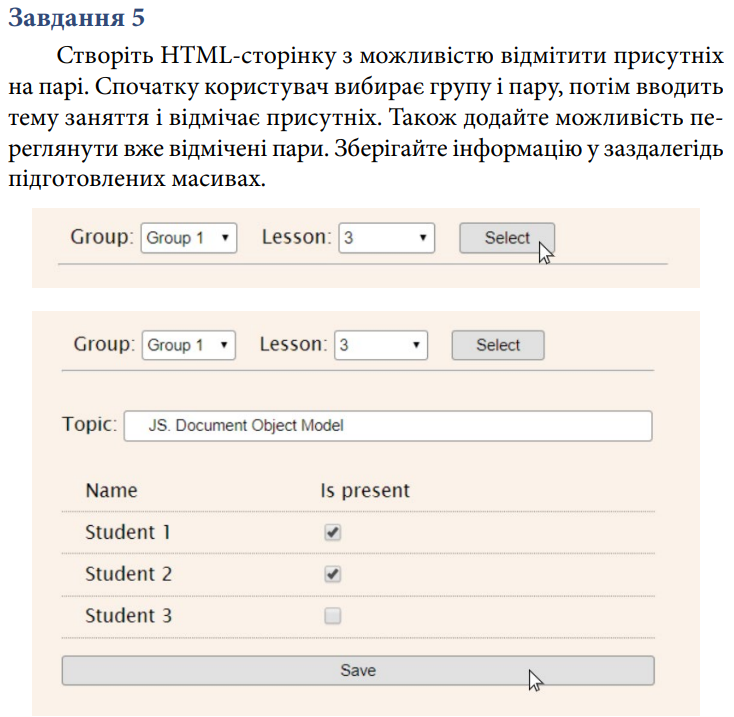 Завдання 5
Створіть HTML-сторінку з можливістю відмітити присутніх
на парі. Спочатку користувач вибирає групу і пару, потім вводить
тему заняття і відмічає присутніх. Також додайте можливість пе-
реглянути вже відмічені пари. Зберігайте інформацію у заздалегідь
підготовлених масивах.
Group: Group 1 Lesson: 3 Select
Group: Group 1 Lesson: 3 Select
Topic: JS. Document Object Model
Name Is present
Student 1
Student 2
Student 3
Save